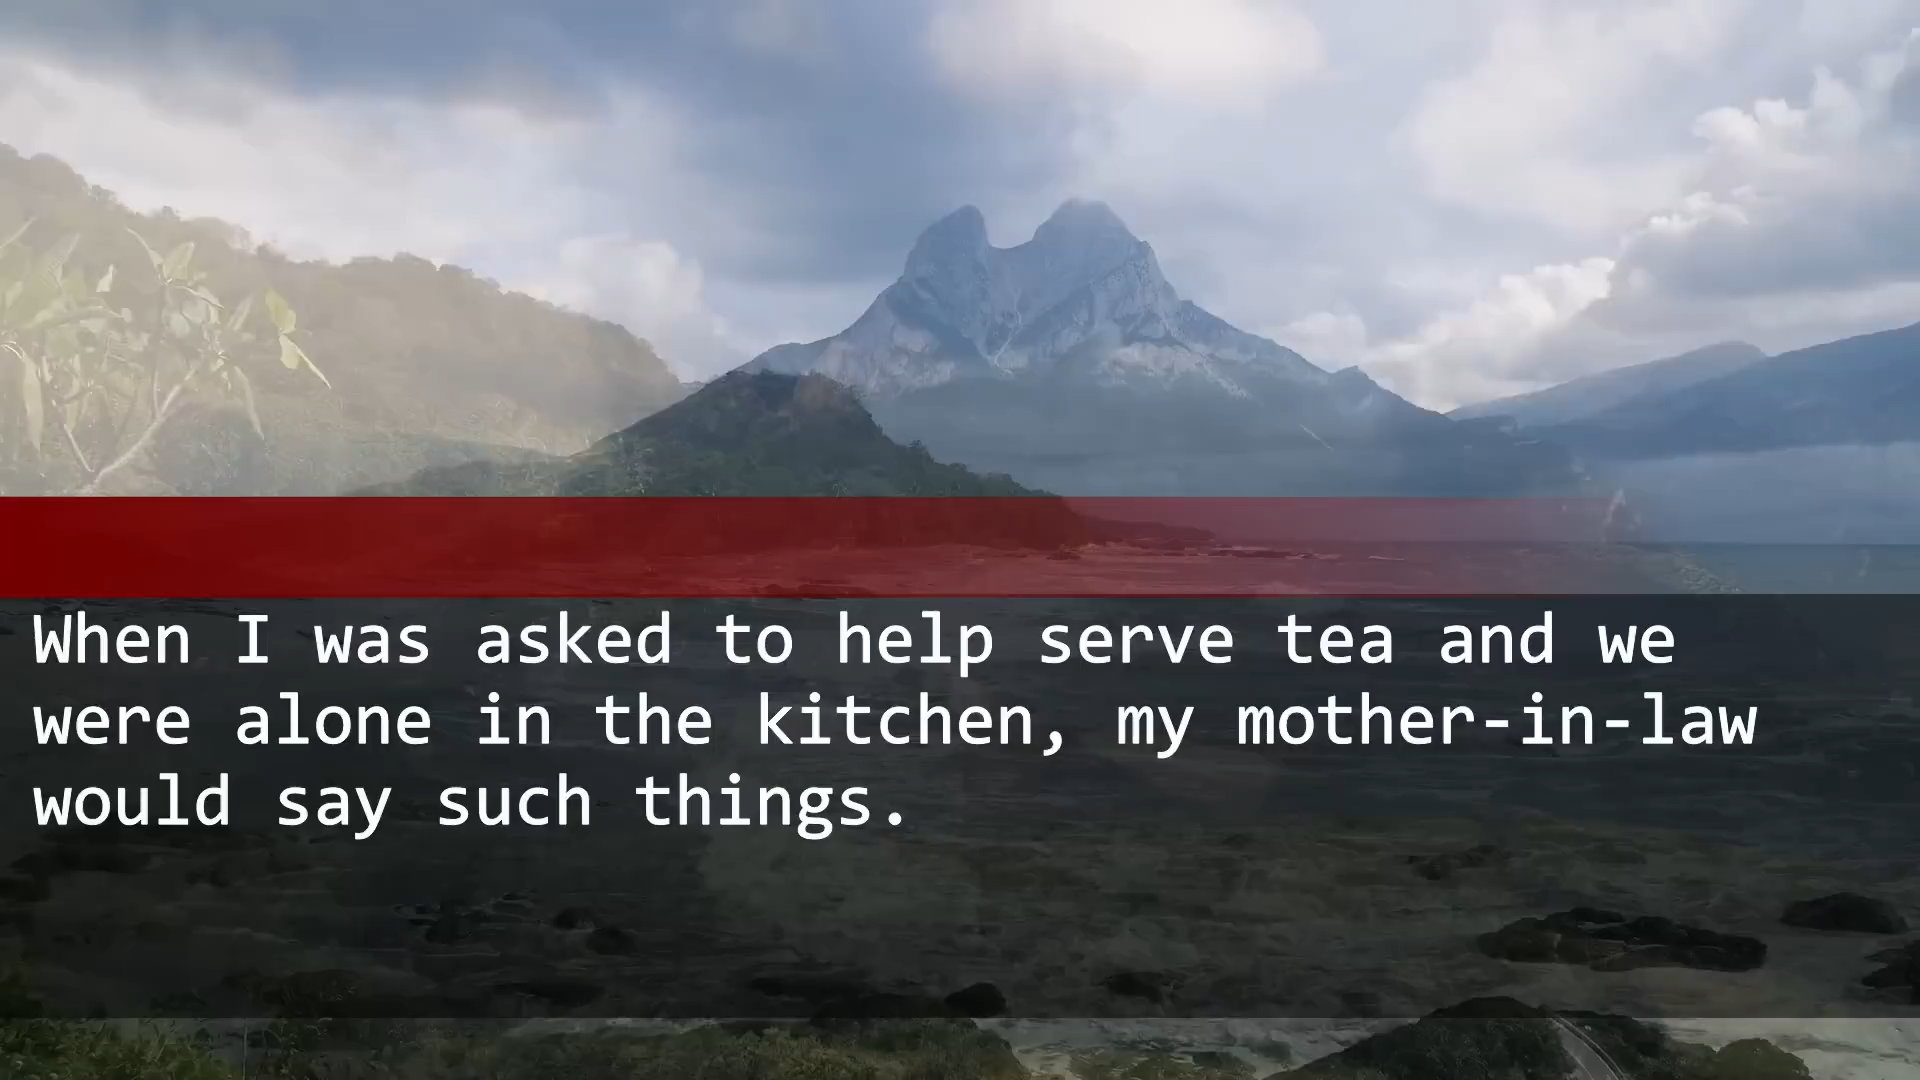 When I was asked to help serve tea and we
were alone in the kitchen, my mother-in-law
would say such things.